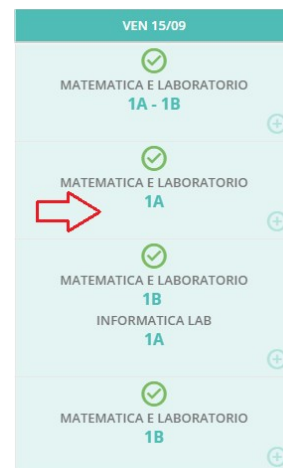 VEN 15/09
MATEMATICA E LABORATORIO
1A - 1B
MATEMATICA E LABORATORIO
1A
MATEMATICA E LABORATORIO
1B
INFORMATICA LAB
1A
MATEMATICA E LABORATORIO
1B